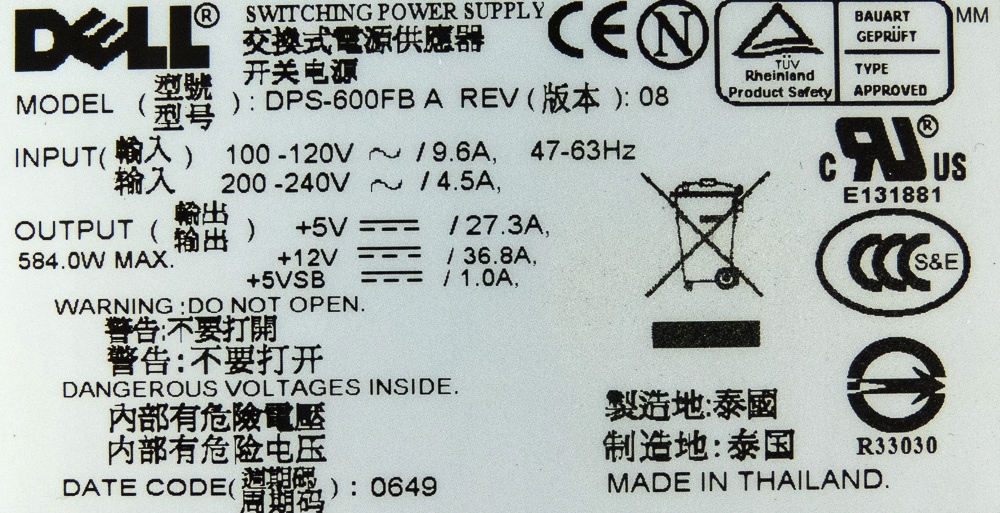 DELL® SWITCHING POWER SUPPLY
交換式電源供應器
开关电源
MODEL (型號 型号): DPS-600FB A REV (版本): 08
INPUT(輸入 输入) 100-120V ~ / 9.6A, 47-63Hz
200-240V ~ / 4.5A,
OUTPUT (輸出 输出) +5V ⎓ / 27.3A,
584.0W MAX. +12V ⎓ / 36.8A,
+5VSB ⎓ / 1.0A,
WARNING :DO NOT OPEN.
警告:不要打開
警告:不要打开
DANGEROUS VOLTAGES INSIDE.
內部有危險電壓
内部有危险电压
DATE CODE(週期碼 周期码): 0649
CE N
TÜV
Rheinland
Product Safety
BAUART
GEPRÜFT
TYPE
APPROVED
MM
c RU® US
E131881
CCC S&E
R33030
製造地:泰國
制造地:泰国
MADE IN THAILAND.